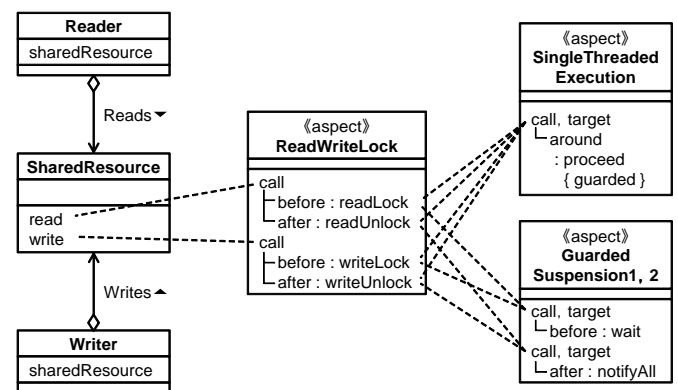 Reader
sharedResource
Reads
SharedResource
read
write
Writes
Writer
sharedResource
《aspect》
ReadWriteLock
call
before : readLock
after : readUnlock
call
before : writeLock
after : writeUnlock
《aspect》
SingleThreaded
Execution
call, target
around
: proceed
{ guarded }
《aspect》
Guarded
Suspension1, 2
call, target
before : wait
call, target
after : notifyAll